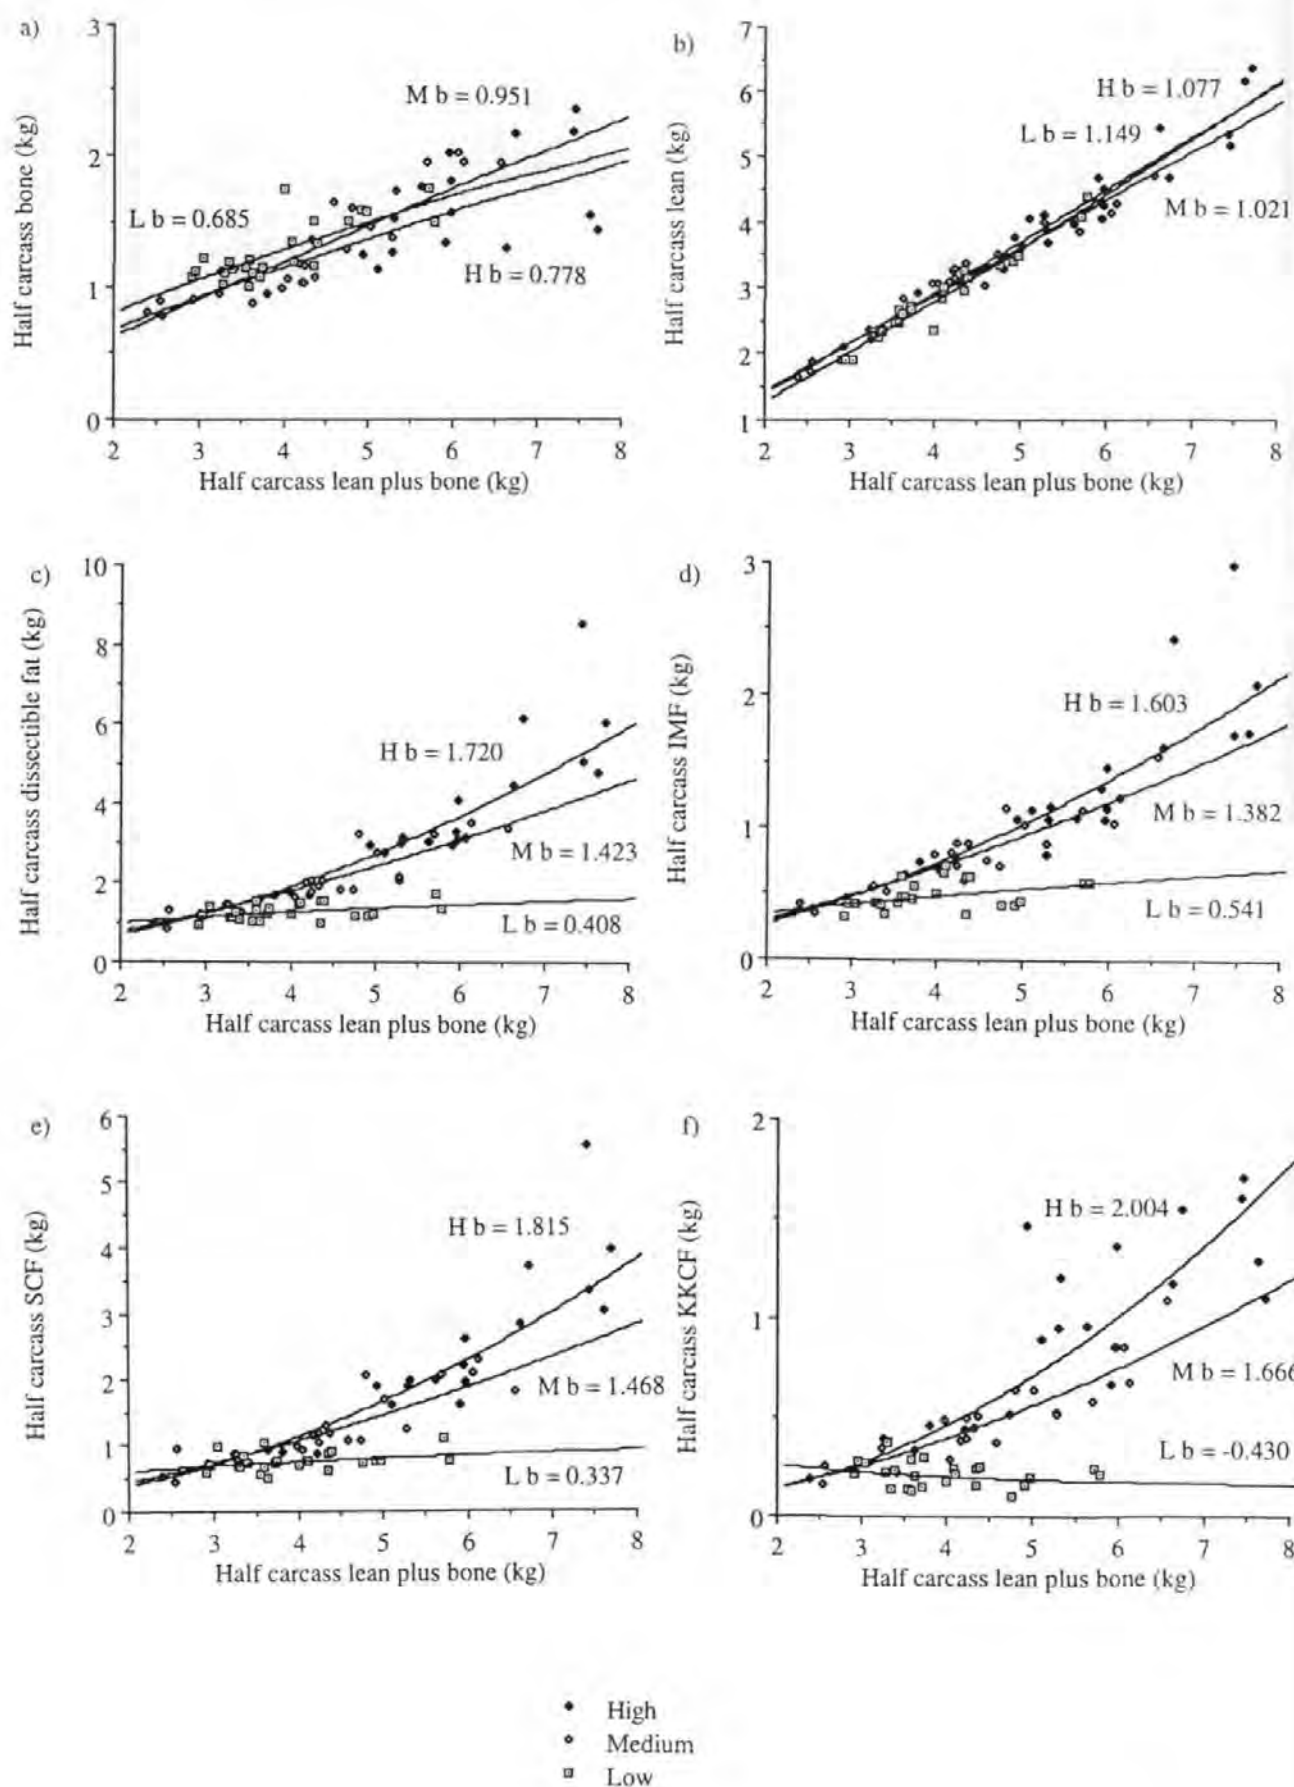 a)
3
2
1
0
Half carcass bone (kg)
M b = 0.951
L b = 0.685
H b = 0.778
2 3 4 5 6 7 8
Half carcass lean plus bone (kg)
b)
7
6
5
4
3
2
1
Half carcass lean (kg)
H b = 1.077
L b = 1.149
M b = 1.021
2 3 4 5 6 7 8
Half carcass lean plus bone (kg)
c)
10
8
6
4
2
0
Half carcass dissectible fat (kg)
H b = 1.720
M b = 1.423
L b = 0.408
2 3 4 5 6 7 8
Half carcass lean plus bone (kg)
d)
3
2
1
0
Half carcass IMF (kg)
H b = 1.603
M b = 1.382
L b = 0.541
2 3 4 5 6 7 8
Half carcass lean plus bone (kg)
e)
6
5
4
3
2
1
0
Half carcass SCF (kg)
H b = 1.815
M b = 1.468
L b = 0.337
2 3 4 5 6 7 8
Half carcass lean plus bone (kg)
f)
2
1
0
Half carcass KKCF (kg)
H b = 2.004
M b = 1.666
L b = -0.430
2 3 4 5 6 7 8
Half carcass lean plus bone (kg)
High
Medium
Low